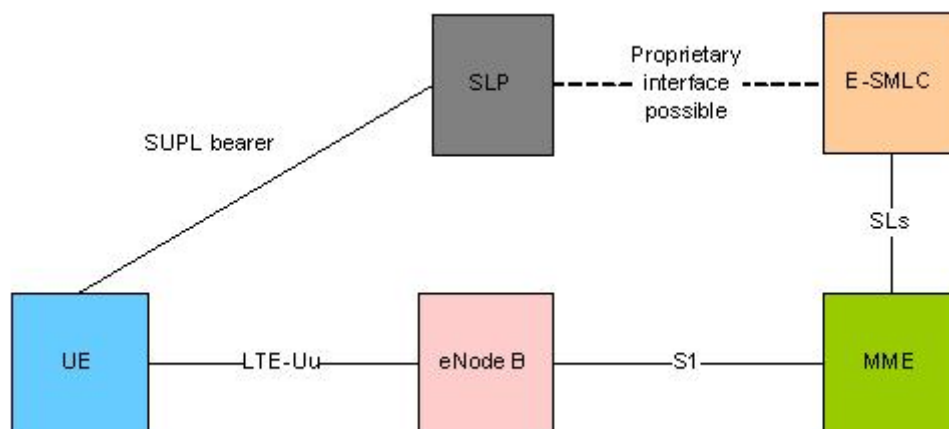 SLP
Proprietary
interface
possible
E-SMLC
SUPL bearer
SLs
UE
LTE-Uu
eNode B
S1
MME